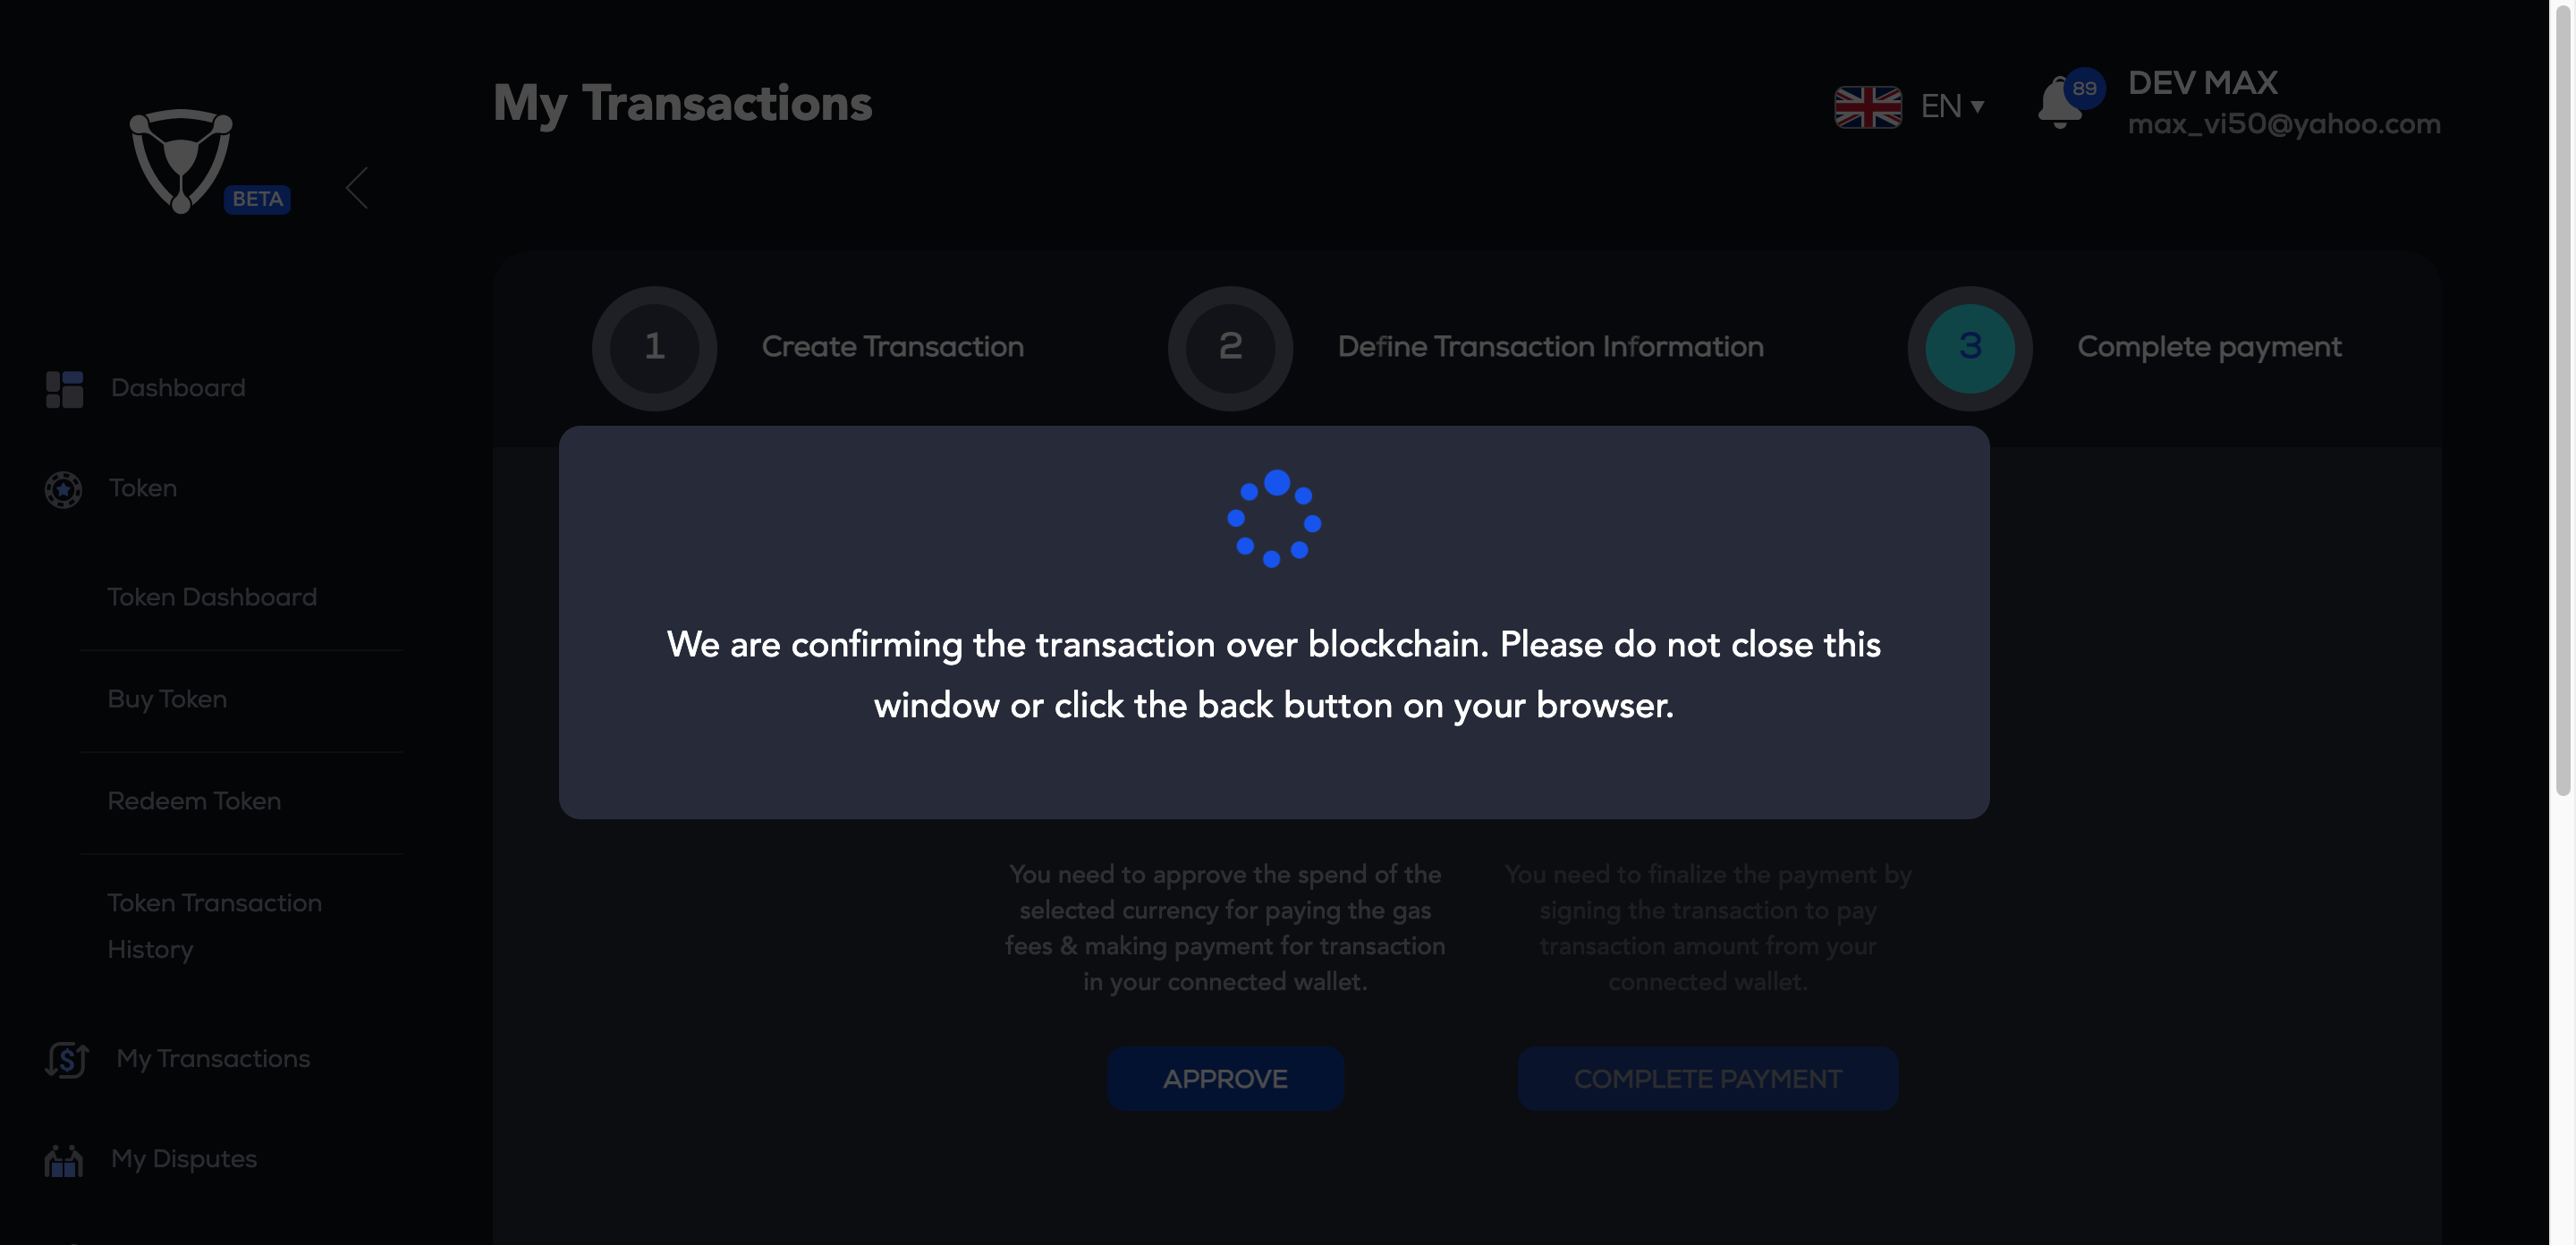 My Transactions
EN
89
DEV MAX
max_vi50@yahoo.com
BETA
1
Create Transaction
2
Define Transaction Information
3
Complete payment
Dashboard
Token
Token Dashboard
Buy Token
Redeem Token
Token Transaction
History
My Transactions
My Disputes
We are confirming the transaction over blockchain. Please do not close this
window or click the back button on your browser.
You need to approve the spend of the
selected currency for paying the gas
fees & making payment for transaction
in your connected wallet.
APPROVE
You need to finalize the payment by
signing the transaction to pay
transaction amount from your
connected wallet.
COMPLETE PAYMENT